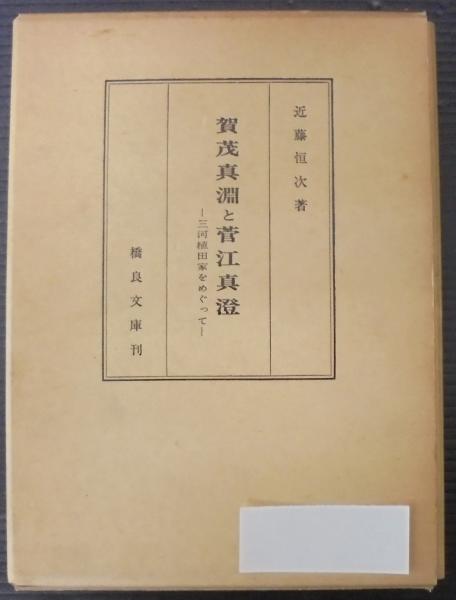 近藤恒次著
賀茂真淵と菅江真澄
―三河植田家をめぐって―
橋良文庫刊